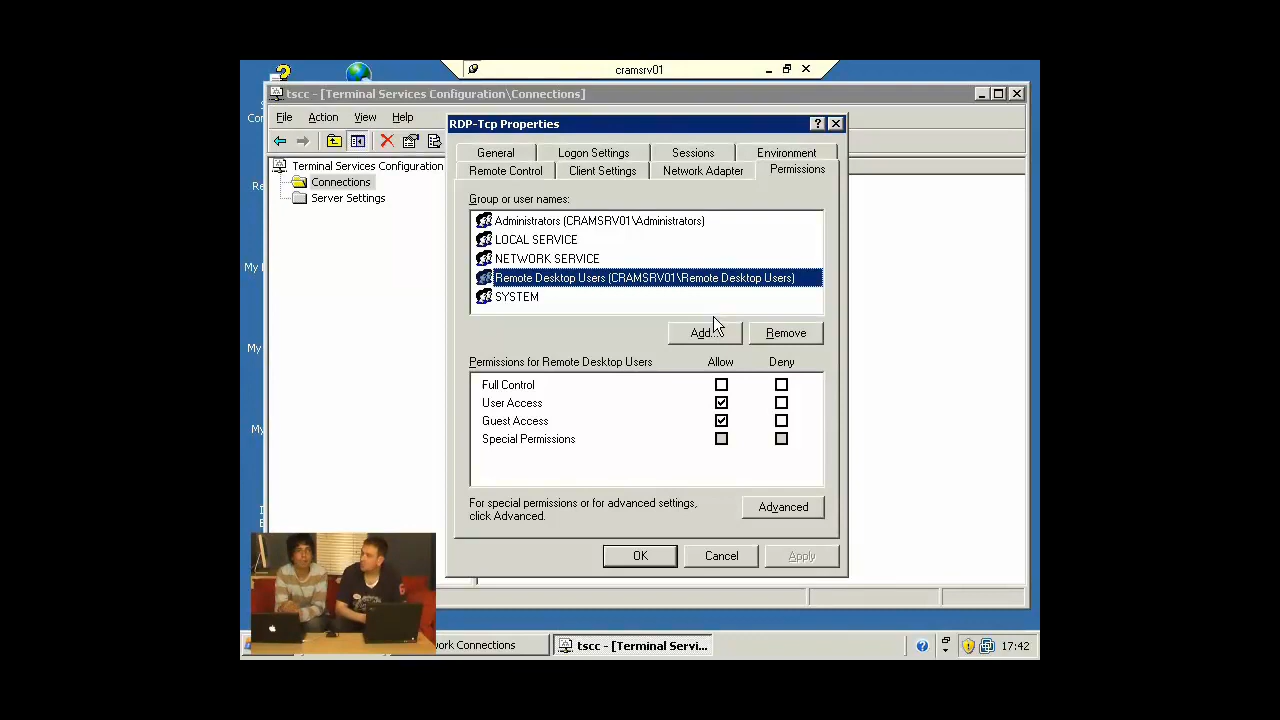 cramsrv01
tscc - [Terminal Services Configuration\Connections]
File Action View Help
Terminal Services Configuration
Connections
Server Settings
RDP-Tcp Properties
General Logon Settings Sessions Environment
Remote Control Client Settings Network Adapter Permissions
Group or user names:
Administrators (CRAMSRV01\Administrators)
LOCAL SERVICE
NETWORK SERVICE
Remote Desktop Users (CRAMSRV01\Remote Desktop Users)
SYSTEM
Add... Remove
Permissions for Remote Desktop Users Allow Deny
Full Control
User Access
Guest Access
Special Permissions
For special permissions or for advanced settings,
click Advanced.
Advanced
OK Cancel Apply
My
My
Connections
tscc - [Terminal Servi...
17:42